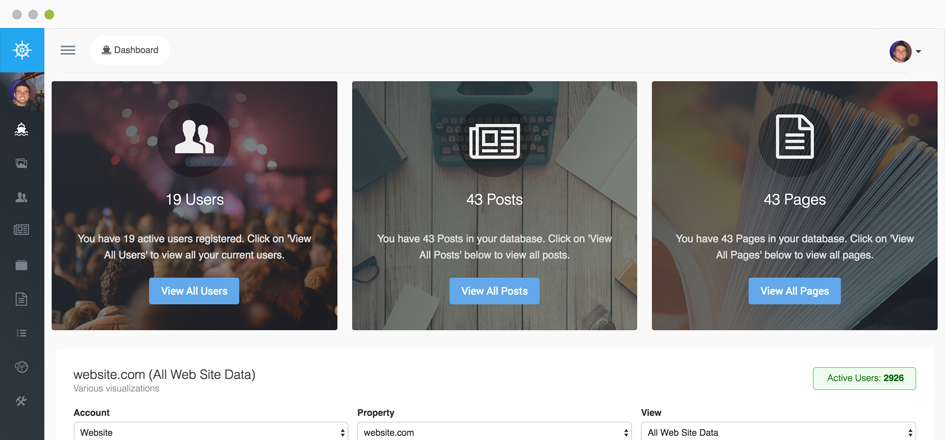 Dashboard
19 Users
You have 19 active users registered. Click on 'View
All Users' to view all your current users.
View All Users
43 Posts
You have 43 Posts in your database. Click on 'View
All Posts' below to view all posts.
View All Posts
43 Pages
You have 43 Pages in your database. Click on 'View
All Pages' below to view all pages.
View All Pages
website.com (All Web Site Data)
Various visualizations
Active Users: 2926
Account
Property
View
Website
website.com
All Web Site Data